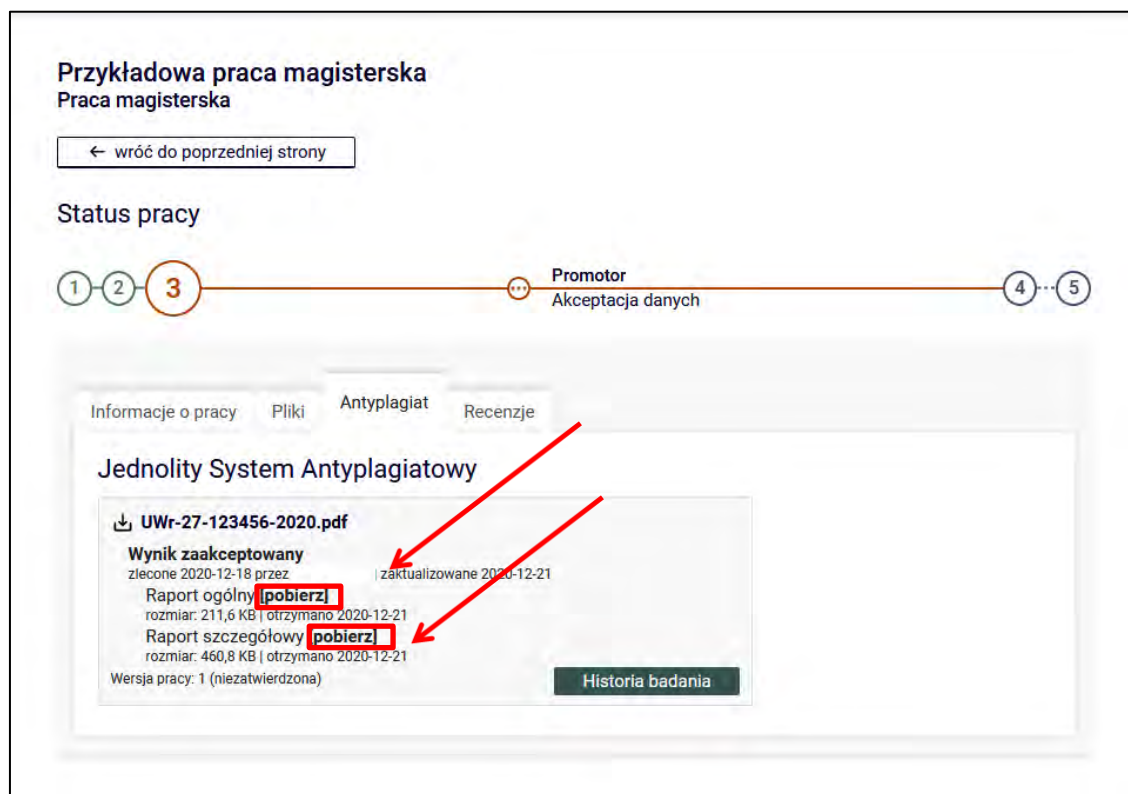 Przykładowa praca magisterska
Praca magisterska
← wróć do poprzedniej strony
Status pracy
1 2 3 ... Promotor 4 5
Akceptacja danych
Informacje o pracy Pliki Antyplagiat Recenzje
Jednolity System Antyplagiatowy
UWr-27-123456-2020.pdf
Wynik zaakceptowany
zlecone 2020-12-18 przez | zaktualizowane 2020-12-21
Raport ogólny [pobierz]
rozmiar: 211,6 KB | otrzymano 2020-12-21
Raport szczegółowy [pobierz]
rozmiar: 460,8 KB | otrzymano 2020-12-21
Wersja pracy: 1 (niezatwierdzona)
Historia badania